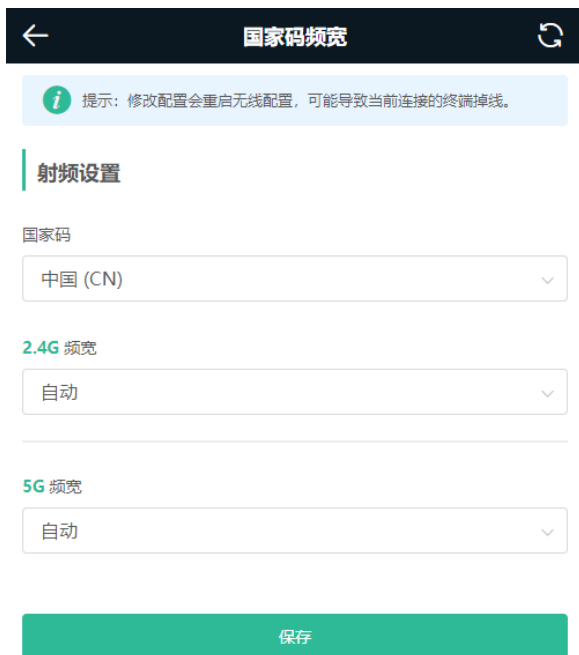 国家码频宽
提示：修改配置会重启无线配置，可能导致当前连接的终端掉线。
射频设置
国家码
中国 (CN)
2.4G 频宽
自动
5G 频宽
自动
保存